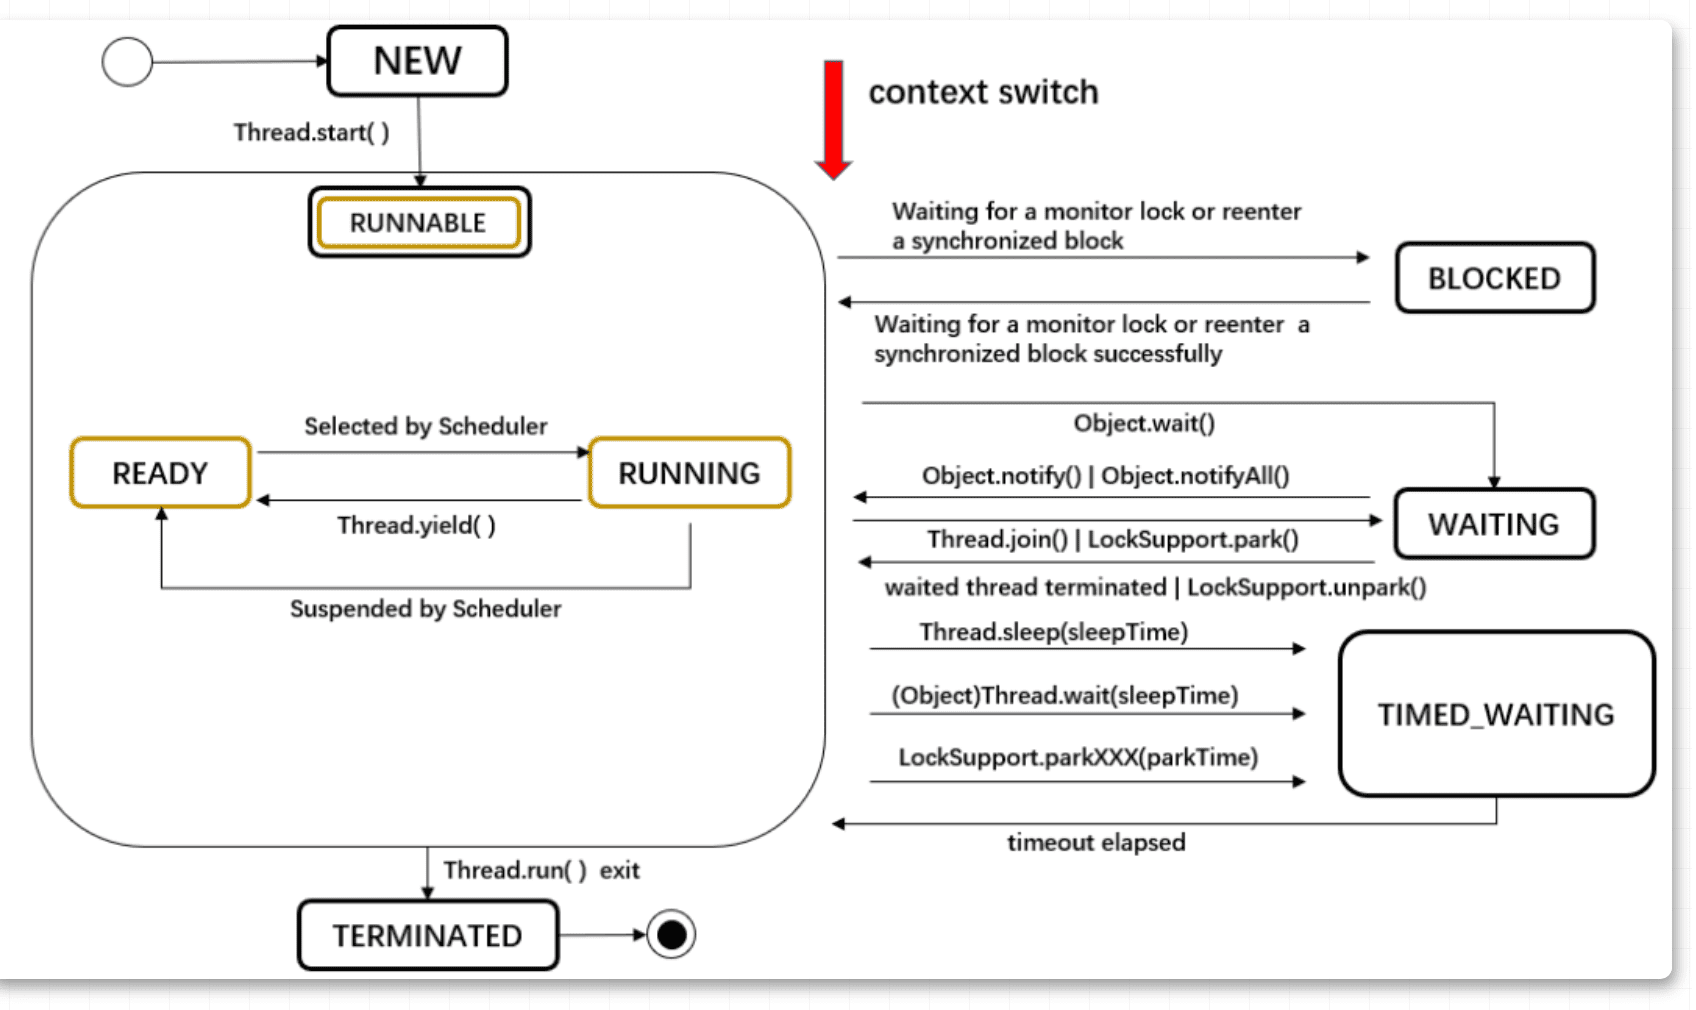 NEW
context switch
Thread.start( )
RUNNABLE
Waiting for a monitor lock or reenter
a synchronized block
BLOCKED
Waiting for a monitor lock or reenter  a
synchronized block successfully
Object.wait()
Selected by Scheduler
READY
RUNNING
Thread.yield( )
Suspended by Scheduler
Object.notify() | Object.notifyAll()
WAITING
Thread.join() | LockSupport.park()
waited thread terminated | LockSupport.unpark()
Thread.sleep(sleepTime)
(Object)Thread.wait(sleepTime)
TIMED_WAITING
LockSupport.parkXXX(parkTime)
timeout elapsed
Thread.run( )  exit
TERMINATED